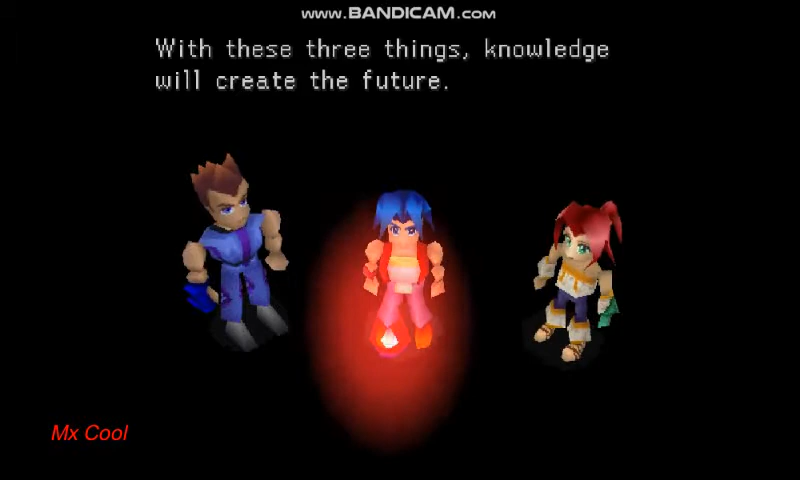 www.BANDICAM.com
With these three things, knowledge
will create the future.
Mx Cool